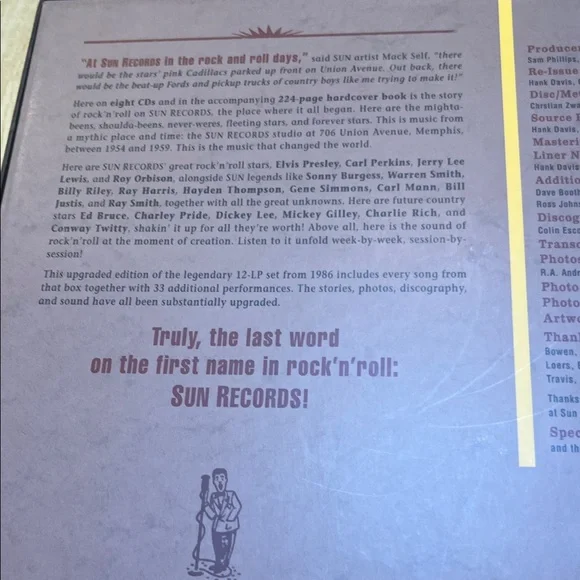 "At Sun Records in the rock and roll days," said SUN artist Mack Self, "there
would be the stars' pink Cadillacs parked up front on Union Avenue. Out back, there
would be the beat-up Fords and pickup trucks of country boys like me trying to make it!"
Here on eight CDs and in the accompanying 224-page hardcover book is the story
of rock'n'roll on SUN RECORDS, the place where it all began. Here are the mighta-
beens, shoulda-beens, never-weres, fleeting stars, and forever stars. This is music from
a mythic place and time: the SUN RECORDS studio at 706 Union Avenue, Memphis,
between 1954 and 1959. This is the music that changed the world.
Here are SUN RECORDS' great rock'n'roll stars, Elvis Presley, Carl Perkins, Jerry Lee
Lewis, and Roy Orbison, alongside SUN legends like Sonny Burgess, Warren Smith,
Billy Riley, Ray Harris, Hayden Thompson, Gene Simmons, Carl Mann, Bill
Justis, and Ray Smith, together with all the great unknowns. Here are future country
stars Ed Bruce, Charley Pride, Dickey Lee, Mickey Gilley, Charlie Rich, and
Conway Twitty, shakin' it up for all they're worth! Above all, here is the sound of
rock'n'roll at the moment of creation. Listen to it unfold week-by-week, session-by-
session!
This upgraded edition of the legendary 12-LP set from 1986 includes every song from
that box together with 33 additional performances. The stories, photos, discography,
and sound have all been substantially upgraded.
Truly, the last word
on the first name in rock'n'roll:
SUN RECORDS!
Producer
Sam Phillips,
Re-Issue
Hank Davis,
Disc/Me
Christian Zwa
Source
Hank Davis,
Masteri
Liner N
Hank Davis
Additio
Dave Booth
Ross Johns
Discog
Colin Esco
Transc
Photos
R.A. Andr
Photo
Photo
Artwo
Than
Bowen,
Loers,
Travis,
Thanks
at Sun
Spec
and th